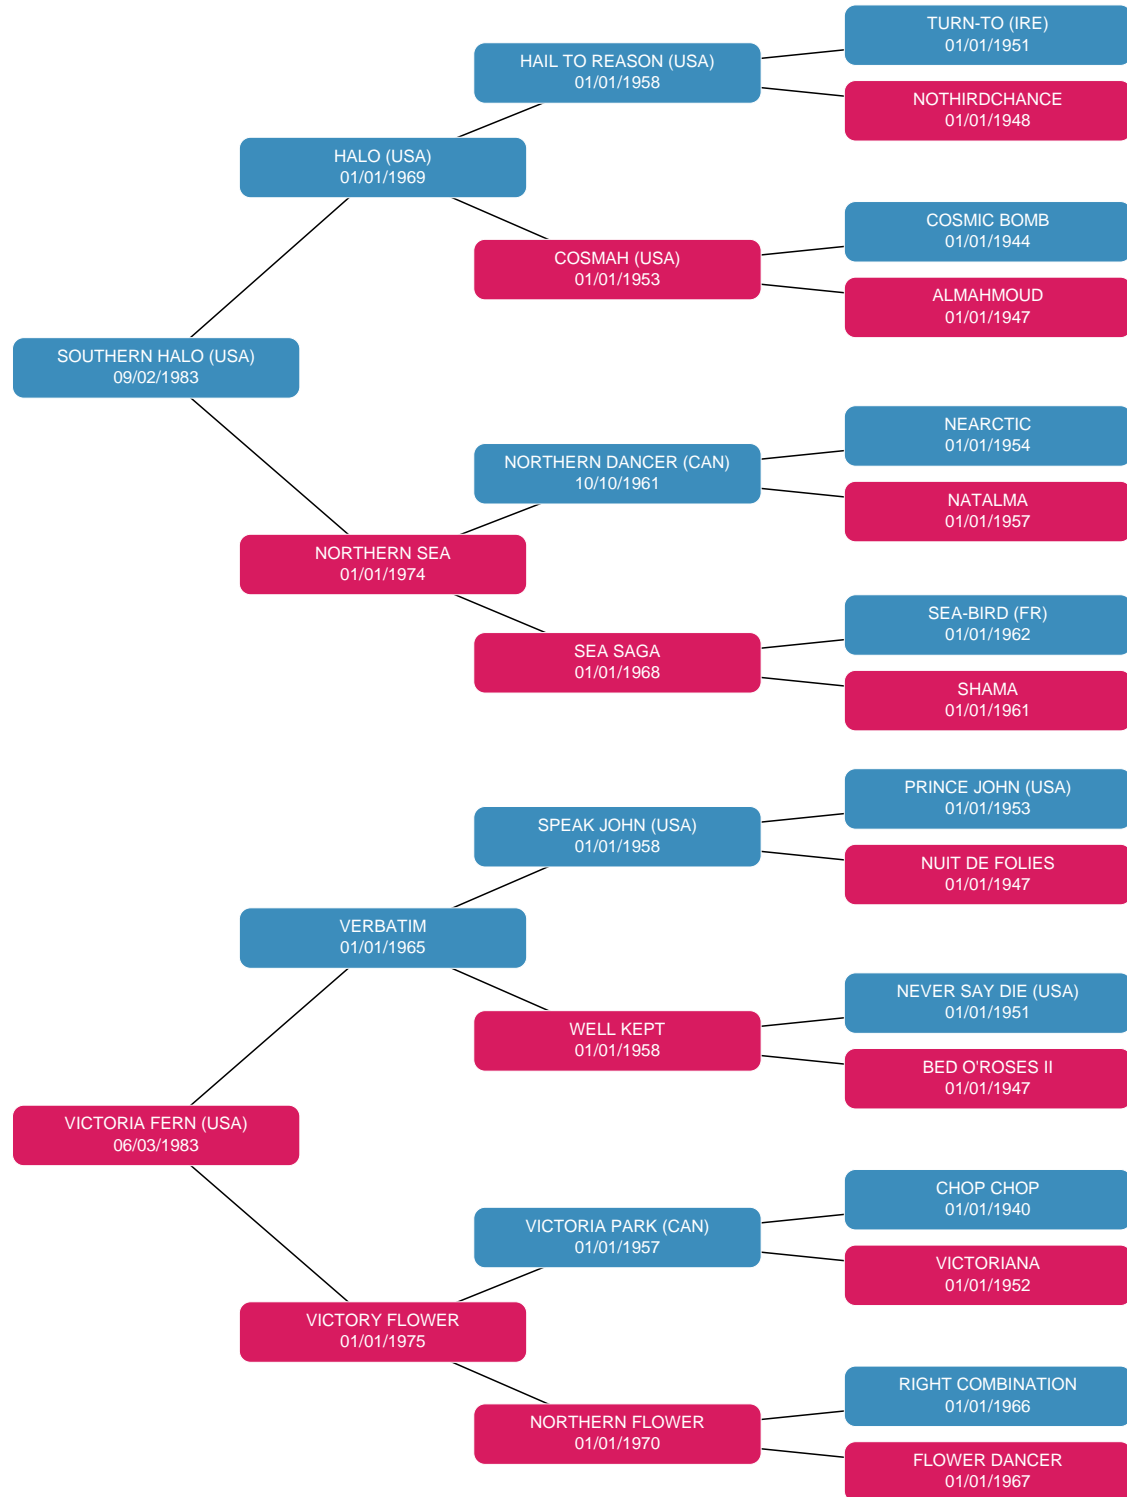 TURN-TO (IRE)
01/01/1951
HAIL TO REASON (USA)
01/01/1958
NOTHIRDCHANCE
01/01/1948
HALO (USA)
01/01/1969
COSMIC BOMB
01/01/1944
COSMAH (USA)
01/01/1953
ALMAHMOUD
01/01/1947
SOUTHERN HALO (USA)
09/02/1983
NEARCTIC
01/01/1954
NORTHERN DANCER (CAN)
10/10/1961
NATALMA
01/01/1957
NORTHERN SEA
01/01/1974
SEA-BIRD (FR)
01/01/1962
SEA SAGA
01/01/1968
SHAMA
01/01/1961
PRINCE JOHN (USA)
01/01/1953
SPEAK JOHN (USA)
01/01/1958
NUIT DE FOLIES
01/01/1947
VERBATIM
01/01/1965
NEVER SAY DIE (USA)
01/01/1951
WELL KEPT
01/01/1958
BED O'ROSES II
01/01/1947
VICTORIA FERN (USA)
06/03/1983
CHOP CHOP
01/01/1940
VICTORIA PARK (CAN)
01/01/1957
VICTORIANA
01/01/1952
VICTORY FLOWER
01/01/1975
RIGHT COMBINATION
01/01/1966
NORTHERN FLOWER
01/01/1970
FLOWER DANCER
01/01/1967